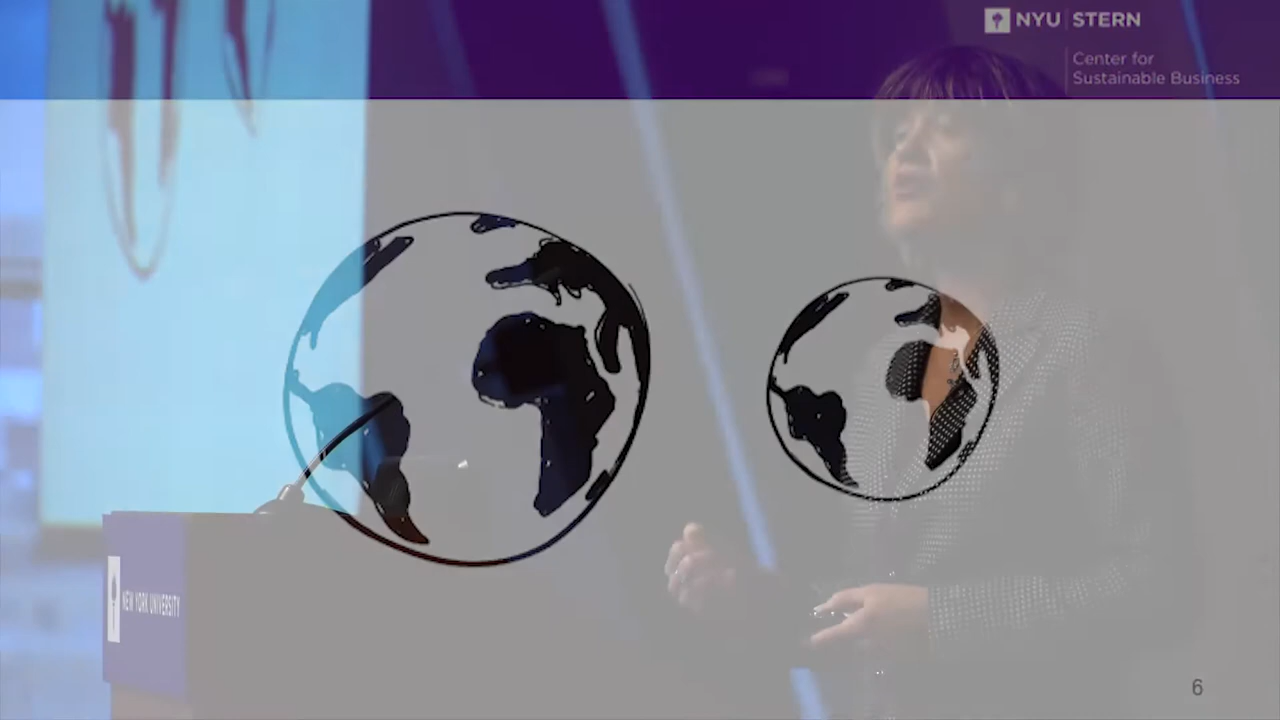 NYU | STERN
Center for
Sustainable Business
NEW YORK UNIVERSITY
6